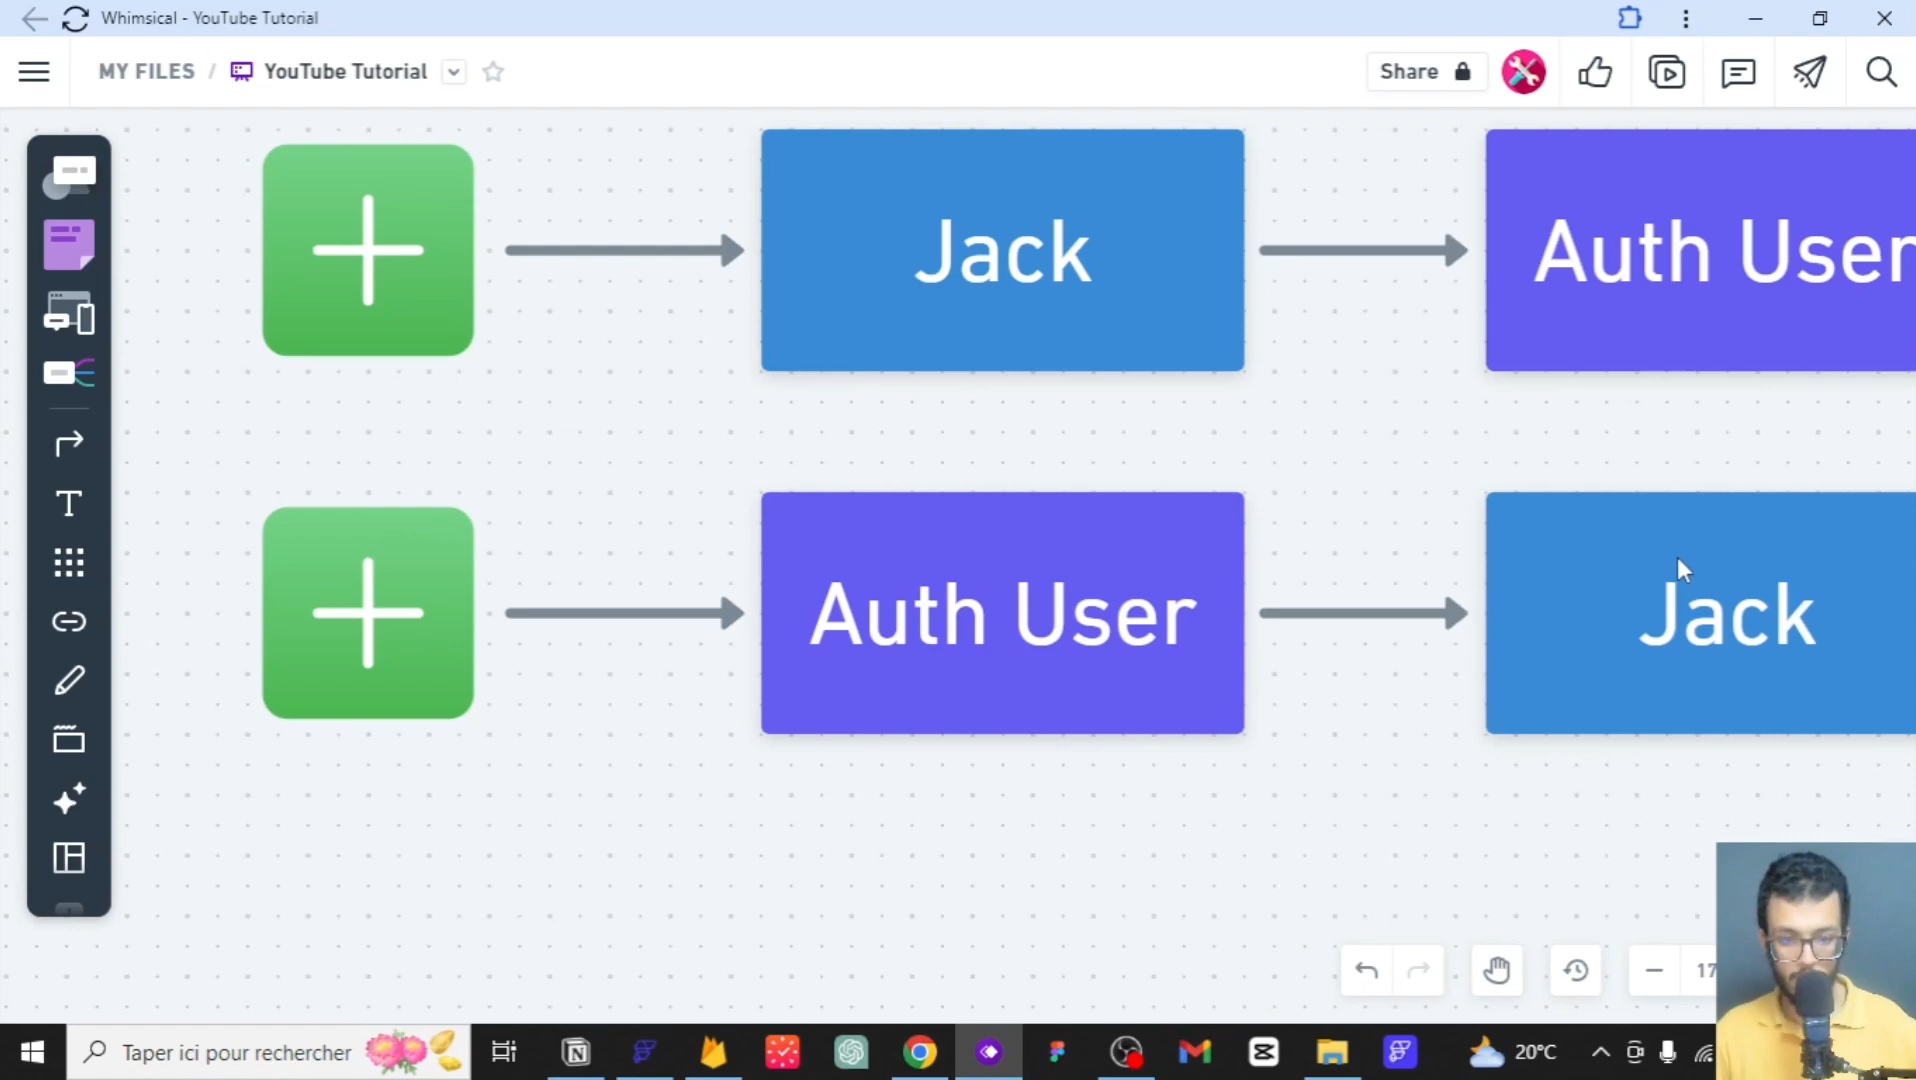 Whimsical - YouTube Tutorial
MY FILES / YouTube Tutorial
Share
Jack
Auth User
Auth User
Jack
17
Taper ici pour rechercher
20°C